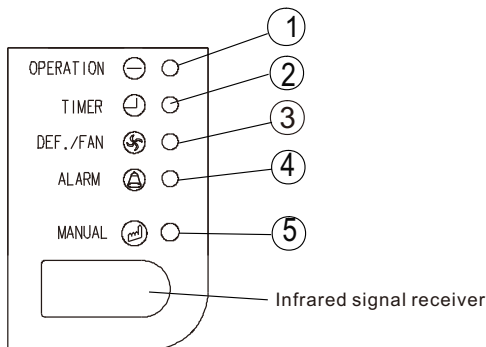 1
OPERATION
2
TIMER
3
DEF./FAN
4
ALARM
5
MANUAL
Infrared signal receiver